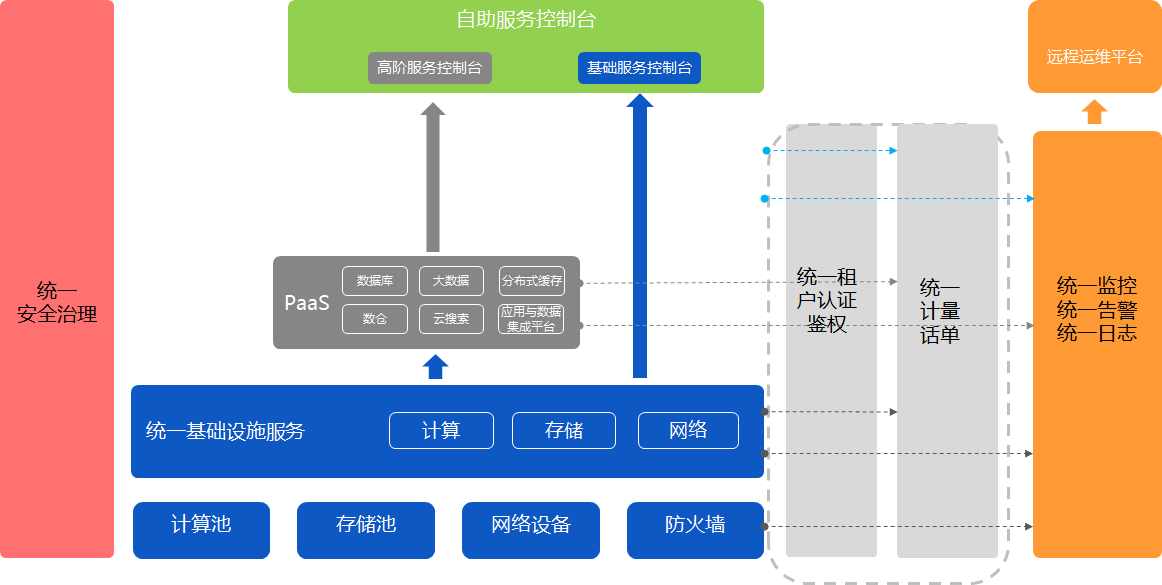 自助服务控制台
高阶服务控制台
基础服务控制台
远程运维平台
统一
安全治理
PaaS
数据库
大数据
分布式缓存
数仓
云搜索
应用与数据
集成平台
统一租
户认证
鉴权
统一
计量
话单
统一监控
统一告警
统一日志
统一基础设施服务
计算
存储
网络
计算池
存储池
网络设备
防火墙